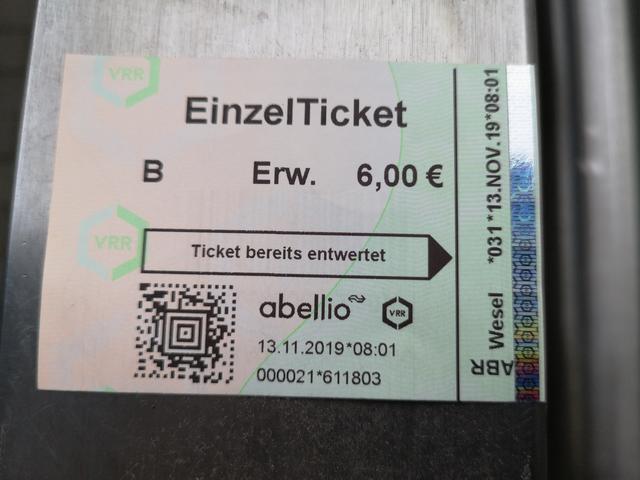 VRR
EinzelTicket
B Erw. 6,00 €
VRR
Ticket bereits entwertet
abellio VRR
13.11.2019*08:01
000021*611803
Wesel *031*13.NOV.19*08:01
ABR